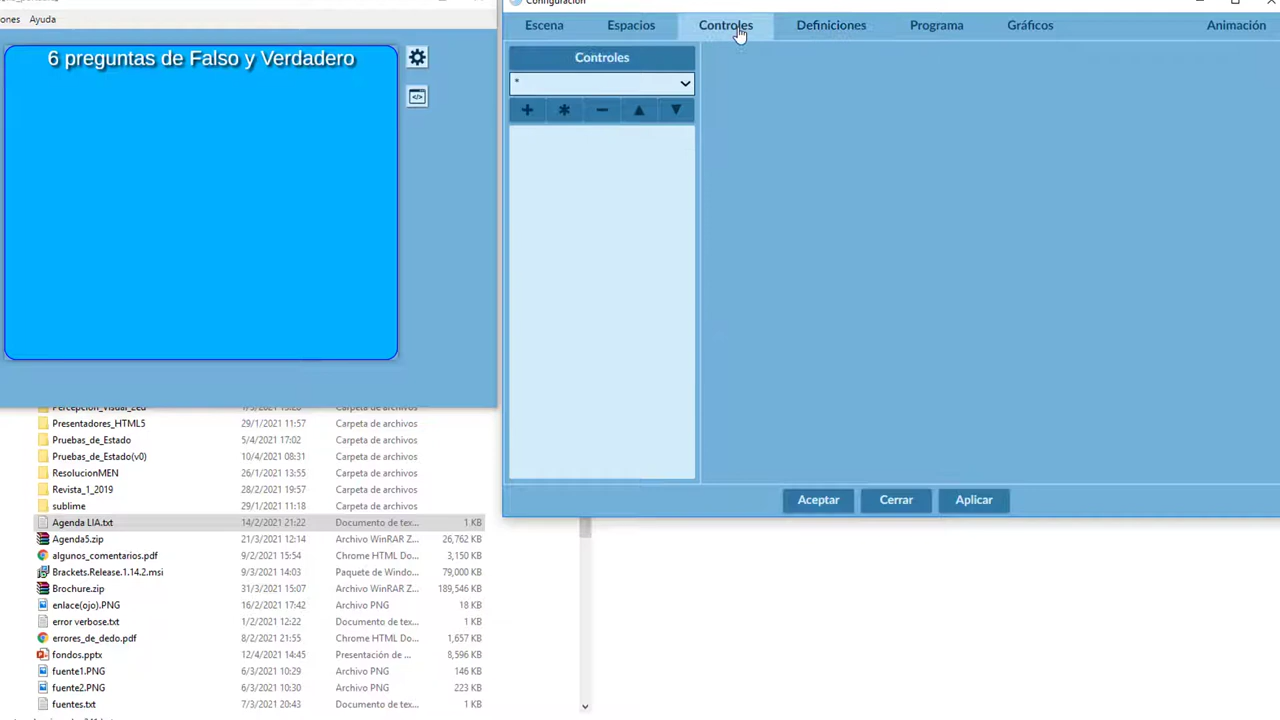 Configuración
ones Ayuda
Escena Espacios Controles Definiciones Programa Gráficos Animación
6 preguntas de Falso y Verdadero
Controles
*
Presentadores_HTML5 29/1/2021 11:57 Carpeta de archivos
Pruebas_de_Estado 5/4/2021 17:02 Carpeta de archivos
Pruebas_de_Estado(v0) 10/4/2021 08:31 Carpeta de archivos
ResolucionMEN 26/1/2021 13:55 Carpeta de archivos
Revista_1_2019 28/2/2021 19:57 Carpeta de archivos
sublime 29/1/2021 11:18 Carpeta de archivos
Agenda LIA.txt 14/2/2021 21:22 Documento de tex... 1 KB
Agenda5.zip 21/3/2021 12:14 Archivo WinRAR Z... 26,762 KB
algunos_comentarios.pdf 9/2/2021 15:54 Chrome HTML Do... 3,150 KB
Brackets.Release.1.14.2.msi 9/3/2021 14:03 Paquete de Windo... 79,000 KB
Brochure.zip 31/3/2021 15:07 Archivo WinRAR Z... 189,546 KB
enlace(ojo).PNG 16/2/2021 17:42 Archivo PNG 18 KB
error verbose.txt 1/2/2021 12:22 Documento de tex... 1 KB
errores_de_dedo.pdf 8/2/2021 21:55 Chrome HTML Do... 1,657 KB
fondos.pptx 12/4/2021 14:45 Presentación de ... 8,596 KB
fuente1.PNG 6/3/2021 10:29 Archivo PNG 146 KB
fuente2.PNG 6/3/2021 10:30 Archivo PNG 223 KB
fuentes.txt 7/3/2021 20:43 Documento de tex... 1 KB
Aceptar Cerrar Aplicar